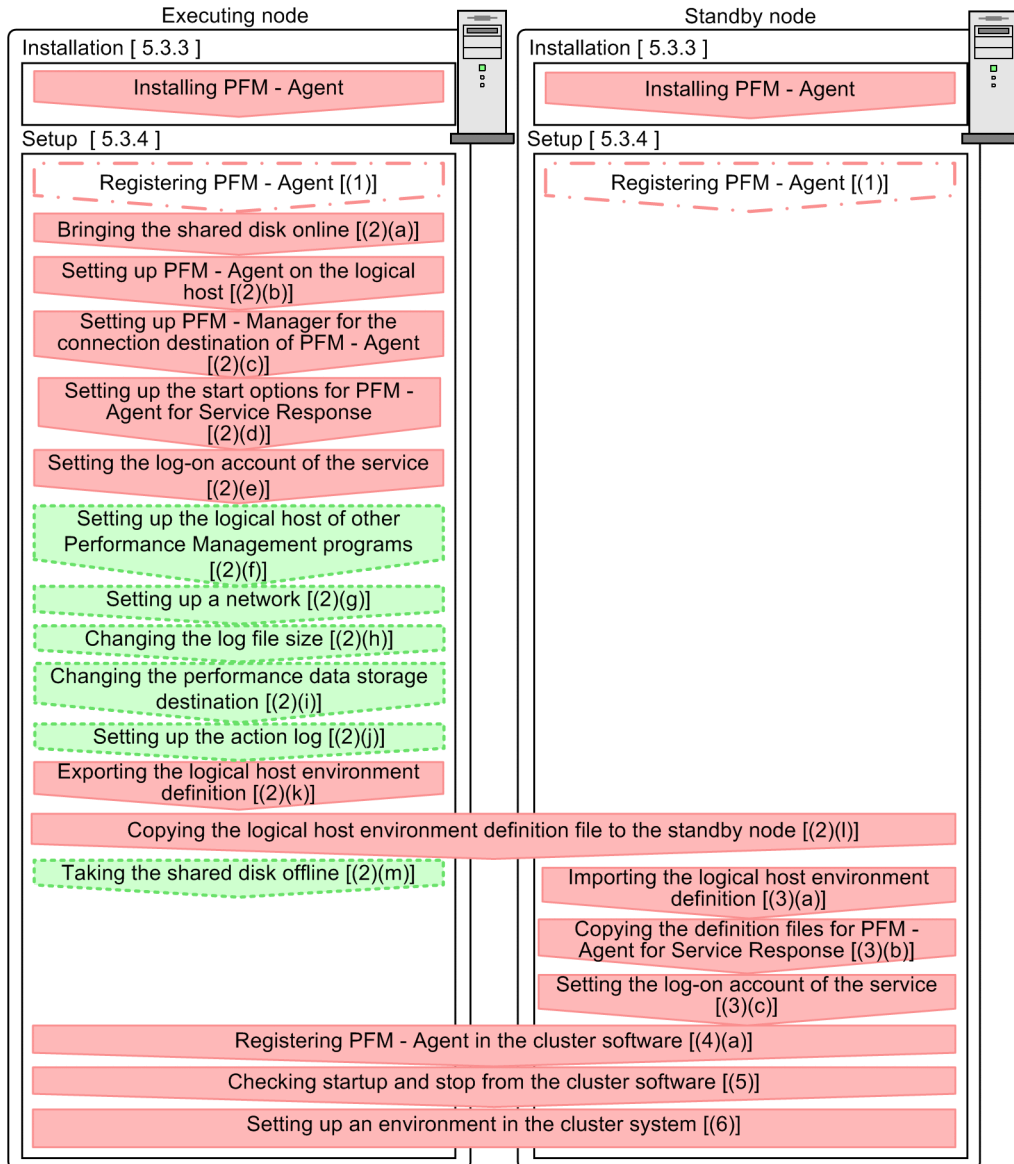 Executing node
Standby node
Installation [ 5.3.3 ]
Installation [ 5.3.3 ]
Installing PFM - Agent
Installing PFM - Agent
Setup [ 5.3.4 ]
Setup [ 5.3.4 ]
Registering PFM - Agent [(1)]
Registering PFM - Agent [(1)]
Bringing the shared disk online [(2)(a)]
Setting up PFM - Agent on the logical
host [(2)(b)]
Setting up PFM - Manager for the
connection destination of PFM - Agent
[(2)(c)]
Setting up the start options for PFM -
Agent for Service Response
[(2)(d)]
Setting the log-on account of the service
[(2)(e)]
Setting up the logical host of other
Performance Management programs
[(2)(f)]
Setting up a network [(2)(g)]
Changing the log file size [(2)(h)]
Changing the performance data storage
destination [(2)(i)]
Setting up the action log [(2)(j)]
Exporting the logical host environment
definition [(2)(k)]
Copying the logical host environment definition file to the standby node [(2)(l)]
Taking the shared disk offline [(2)(m)]
Importing the logical host environment
definition [(3)(a)]
Copying the definition files for PFM -
Agent for Service Response [(3)(b)]
Setting the log-on account of the service
[(3)(c)]
Registering PFM - Agent in the cluster software [(4)(a)]
Checking startup and stop from the cluster software [(5)]
Setting up an environment in the cluster system [(6)]